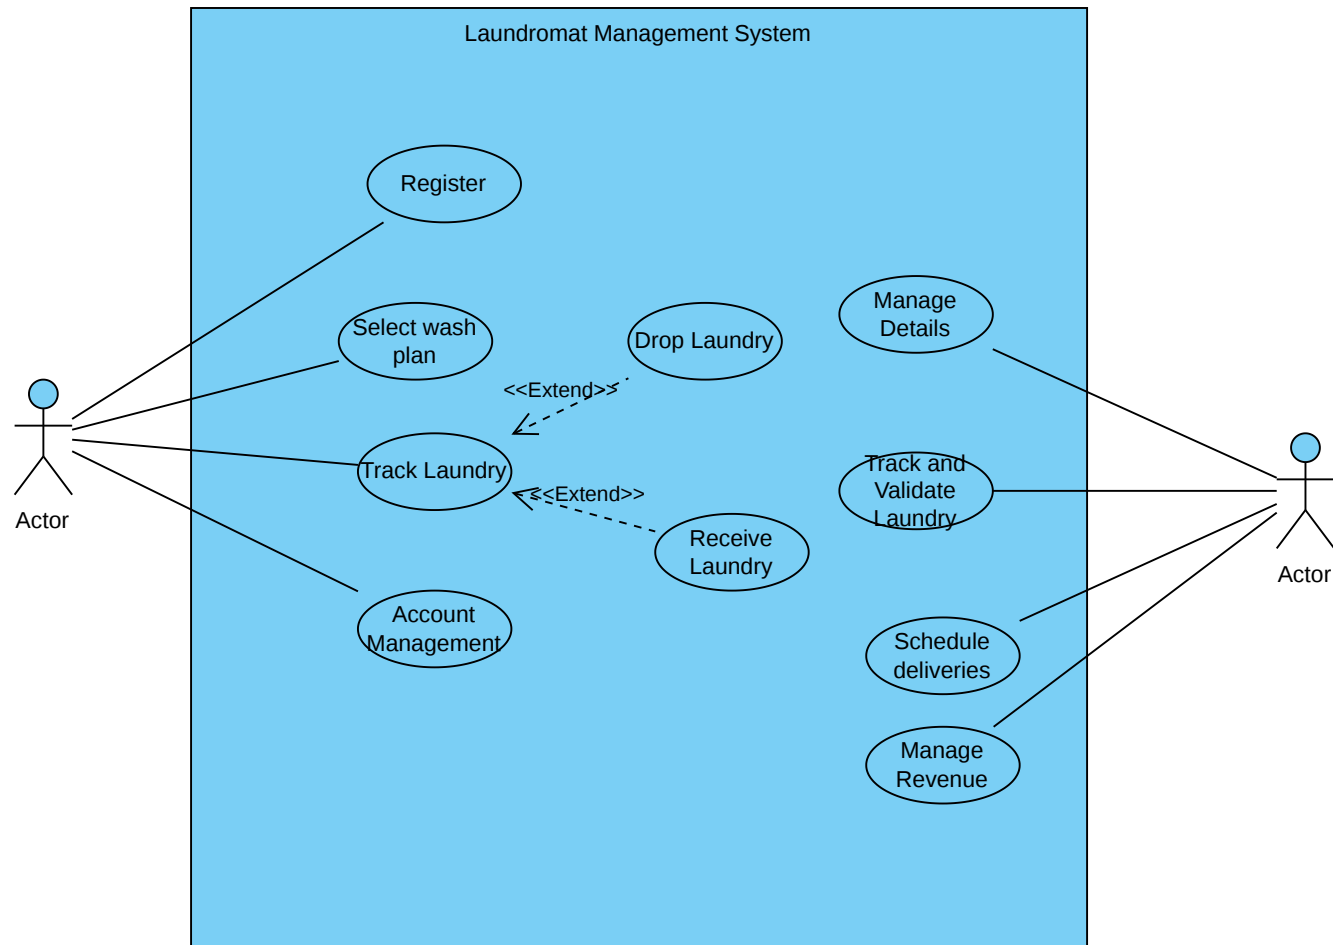 Laundromat Management System
Register
Select wash
plan
Drop Laundry
Manage
Details
<<Extend>>
Track Laundry
Track and
Validate
Laundry
<<Extend>>
Receive
Laundry
Actor
Actor
Account
Management
Schedule
deliveries
Manage
Revenue